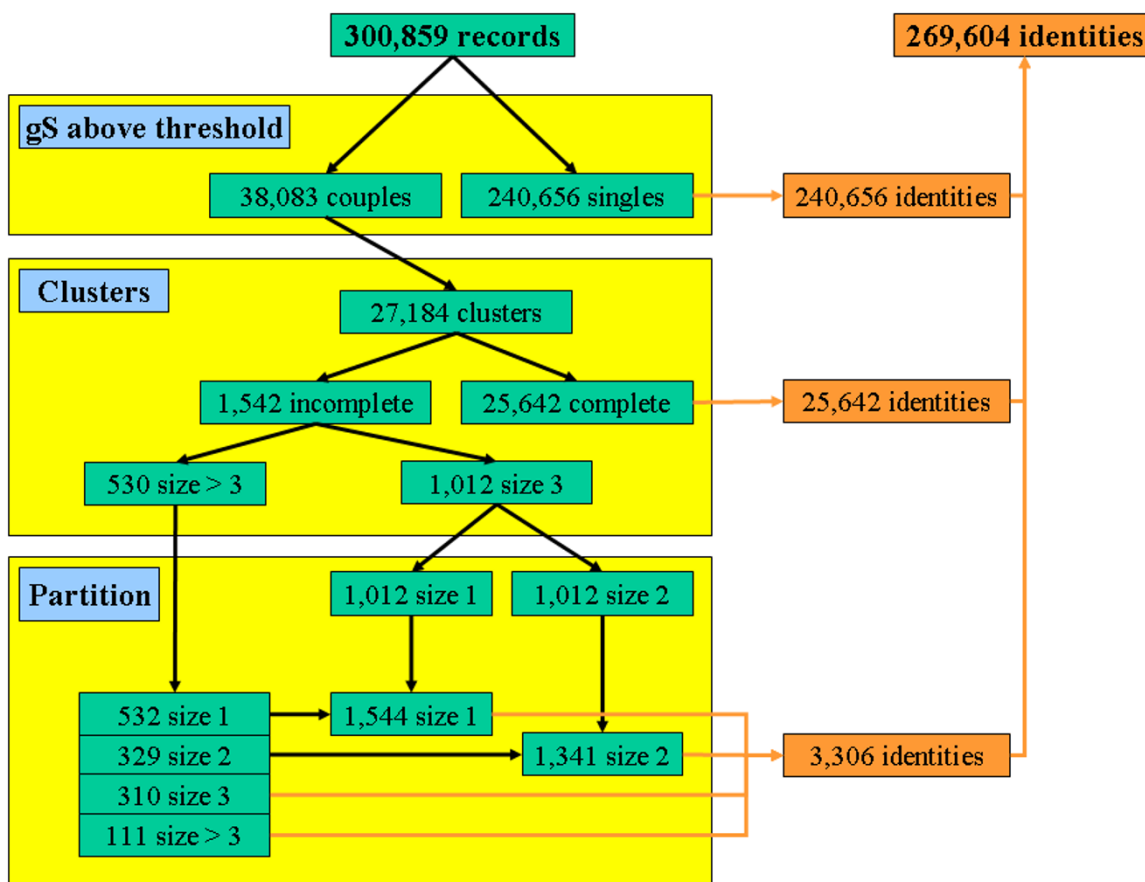 300,859 records
269,604 identities
gS above threshold
38,083 couples
240,656 singles
240,656 identities
Clusters
27,184 clusters
1,542 incomplete
25,642 complete
25,642 identities
530 size > 3
1,012 size 3
Partition
1,012 size 1
1,012 size 2
532 size 1
1,544 size 1
329 size 2
1,341 size 2
3,306 identities
310 size 3
111 size > 3